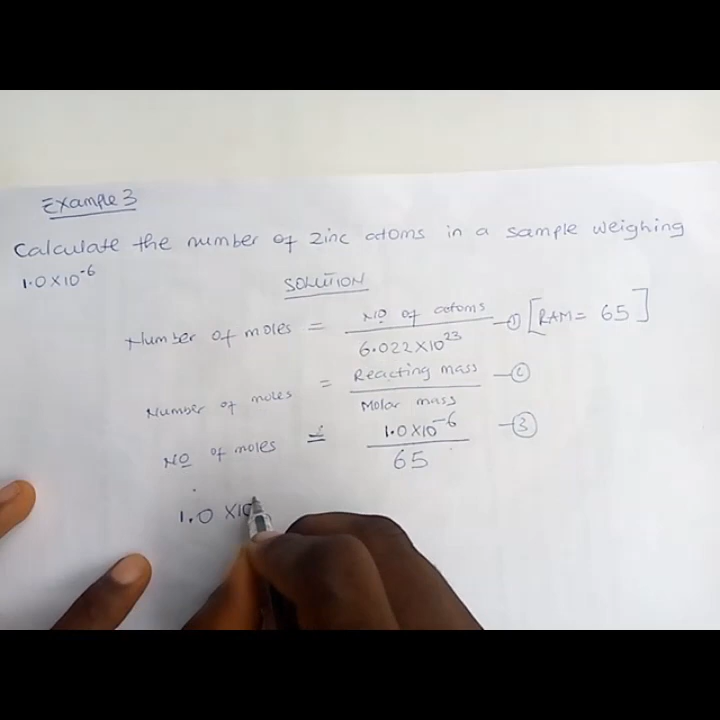 Example 3
Calculate the number of Zinc atoms in a sample weighing
1.0×10⁻⁶
SOLUTION
Number of moles = No of atoms / 6.022×10²³ —① [RAM = 65]
Number of moles = Reacting mass / Molar mass —②
No of moles = 1.0×10⁻⁶ / 65 —③
1.0 ×10